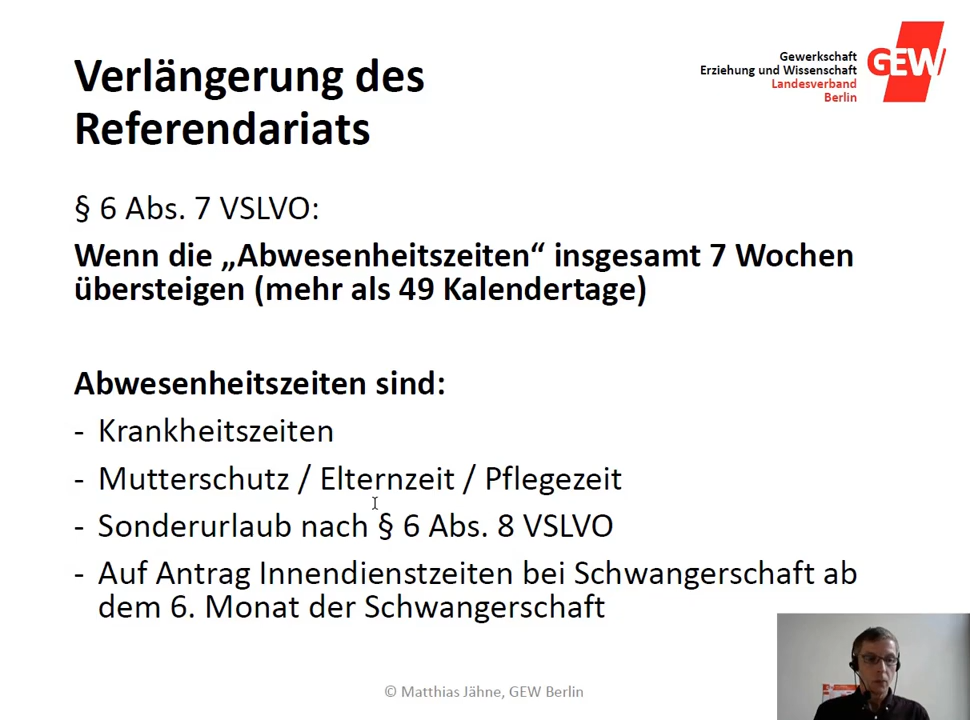 Verlängerung des
Referendariats
Gewerkschaft
Erziehung und Wissenschaft
Landesverband
Berlin
GEW
§ 6 Abs. 7 VSLVO:
Wenn die „Abwesenheitszeiten“ insgesamt 7 Wochen
übersteigen (mehr als 49 Kalendertage)
Abwesenheitszeiten sind:
- Krankheitszeiten
- Mutterschutz / Elternzeit / Pflegezeit
- Sonderurlaub nach § 6 Abs. 8 VSLVO
- Auf Antrag Innendienstzeiten bei Schwangerschaft ab
dem 6. Monat der Schwangerschaft
© Matthias Jähne, GEW Berlin